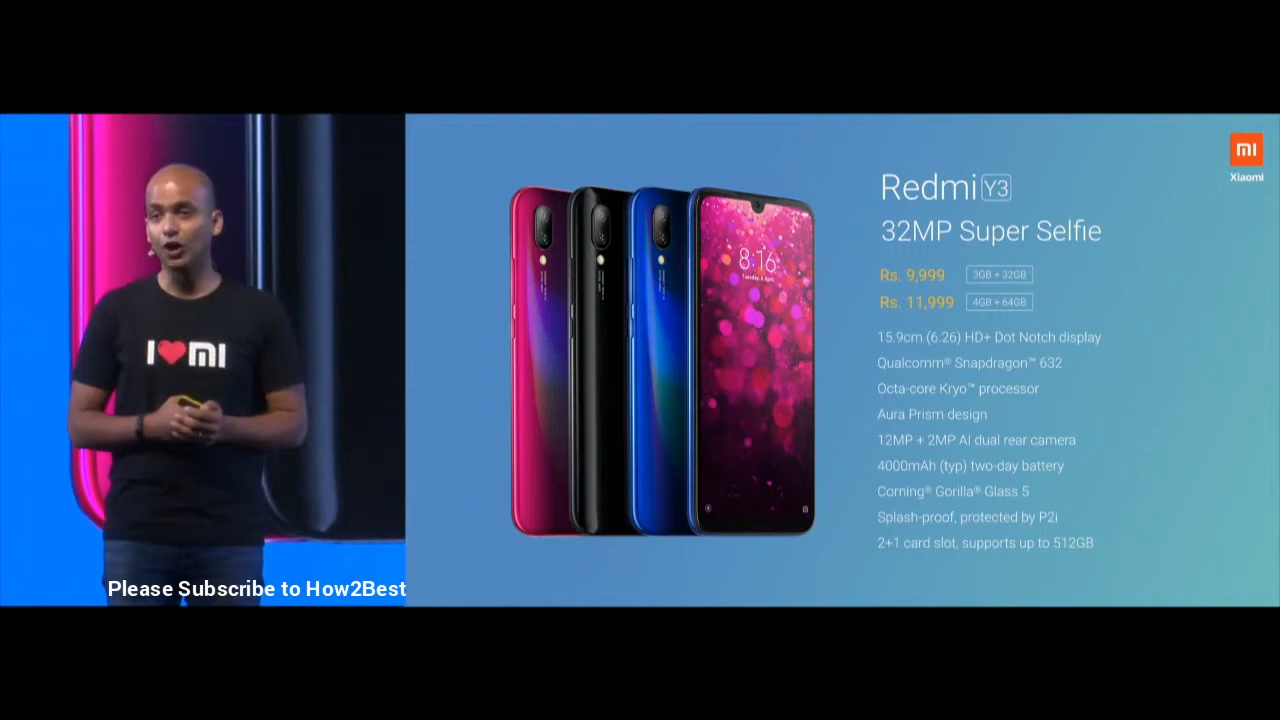 I ❤ mi
Please Subscribe to How2Best
8:16
Tuesday, 9 April
mi
Xiaomi
Redmi Y3
32MP Super Selfie
Rs. 9,999 3GB + 32GB
Rs. 11,999 4GB + 64GB
15.9cm (6.26) HD+ Dot Notch display
Qualcomm® Snapdragon™ 632
Octa-core Kryo™ processor
Aura Prism design
12MP + 2MP AI dual rear camera
4000mAh (typ) two-day battery
Corning® Gorilla® Glass 5
Splash-proof, protected by P2i
2+1 card slot, supports up to 512GB